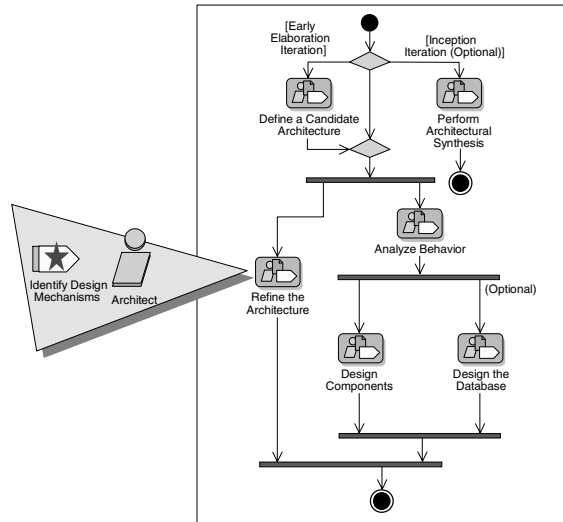 [Early
Elaboration
Iteration]
[Inception
Iteration (Optional)]
Define a Candidate
Architecture
Perform
Architectural
Synthesis
Analyze Behavior
Identify Design
Mechanisms
Architect
Refine the
Architecture
(Optional)
Design
Components
Design the
Database